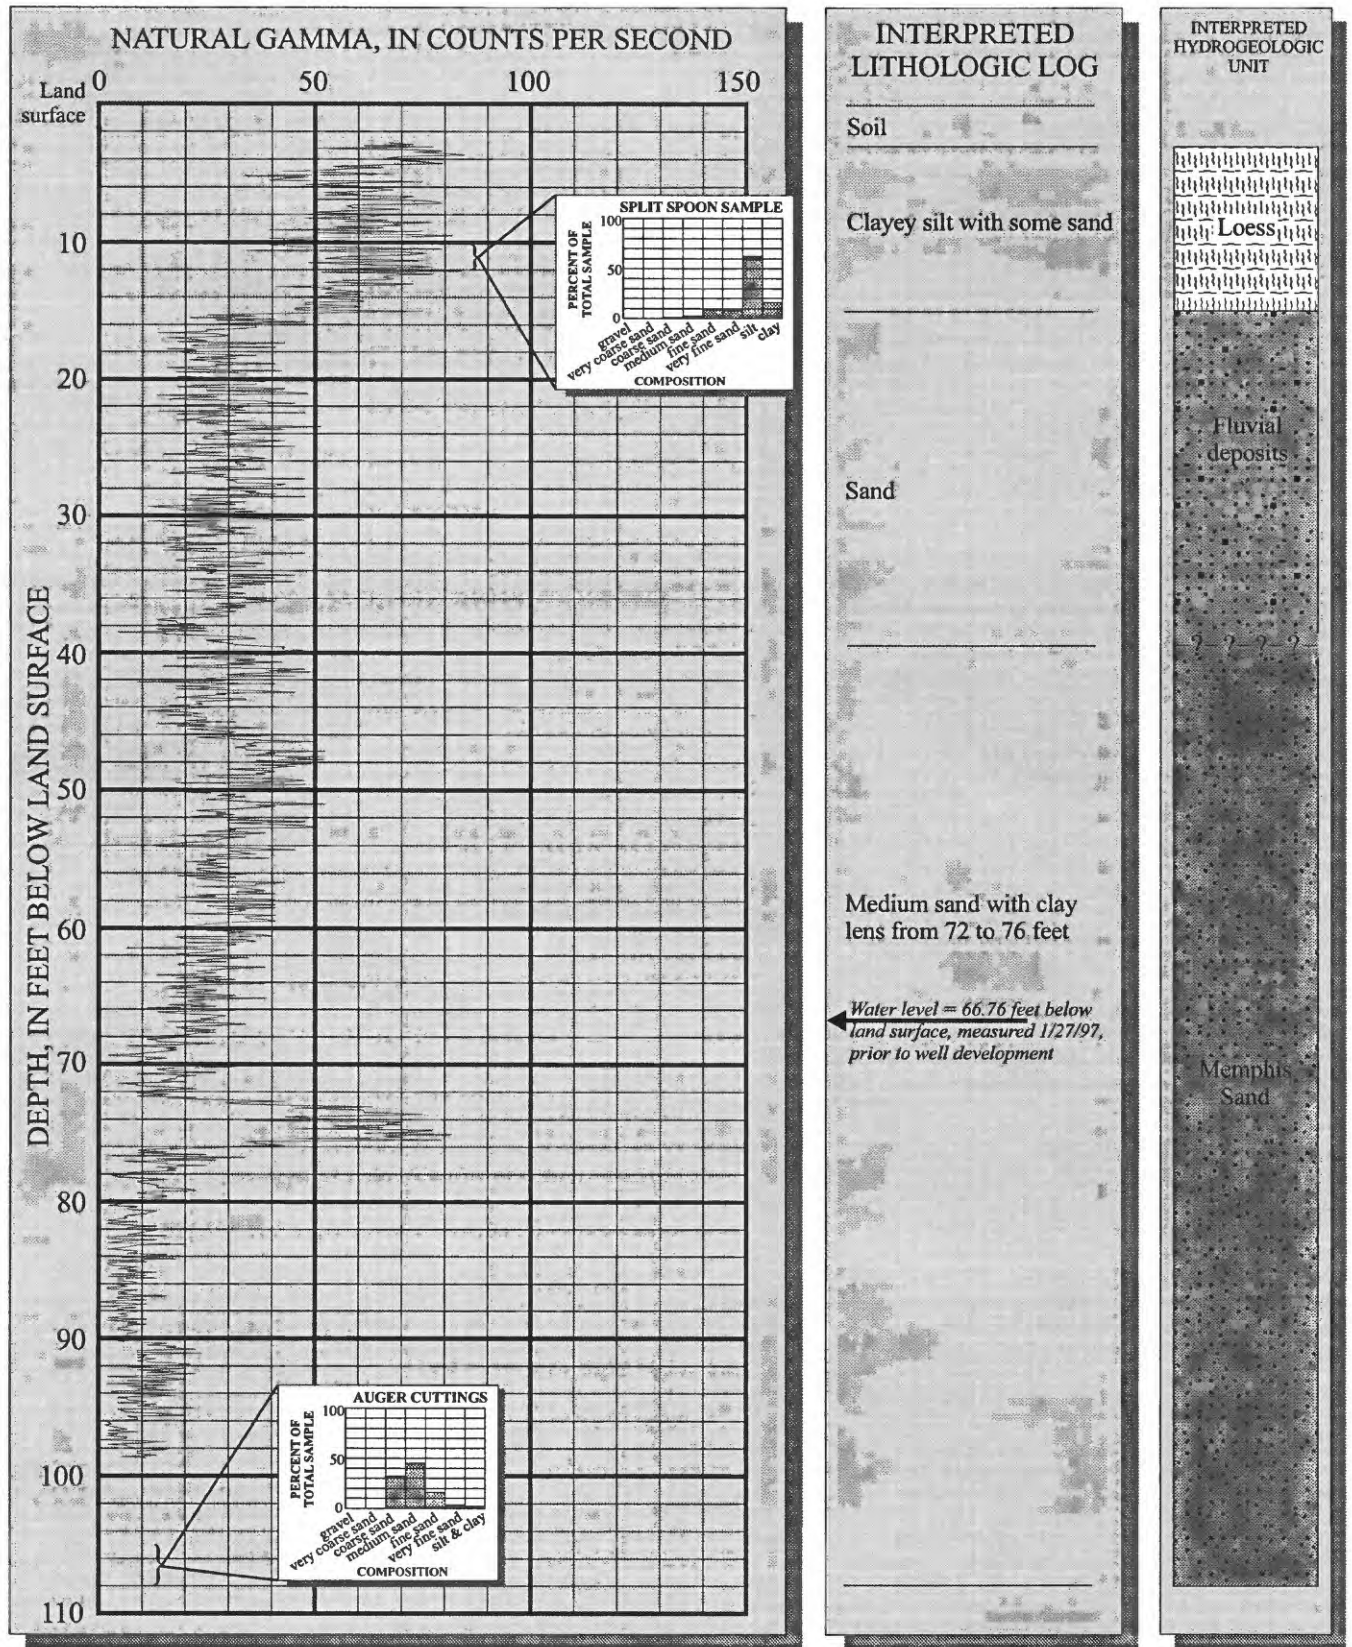 NATURAL GAMMA, IN COUNTS PER SECOND
0 50 100 150
Land
surface
10
20
30
40
50
60
70
80
90
100
110
DEPTH, IN FEET BELOW LAND SURFACE
SPLIT SPOON SAMPLE
PERCENT OF
TOTAL SAMPLE
100
50
0
gravel
very coarse sand
coarse sand
medium sand
fine sand
very fine sand
silt
clay
COMPOSITION
AUGER CUTTINGS
PERCENT OF
TOTAL SAMPLE
100
50
0
gravel
very coarse sand
coarse sand
medium sand
fine sand
very fine sand
silt & clay
COMPOSITION
INTERPRETED
LITHOLOGIC LOG
Soil
Clayey silt with some sand
Sand
Medium sand with clay
lens from 72 to 76 feet
Water level = 66.76 feet below
land surface, measured 1/27/97,
prior to well development
INTERPRETED
HYDROGEOLOGIC
UNIT
Loess
Fluvial
deposits
? ? ? ?
Memphis
Sand